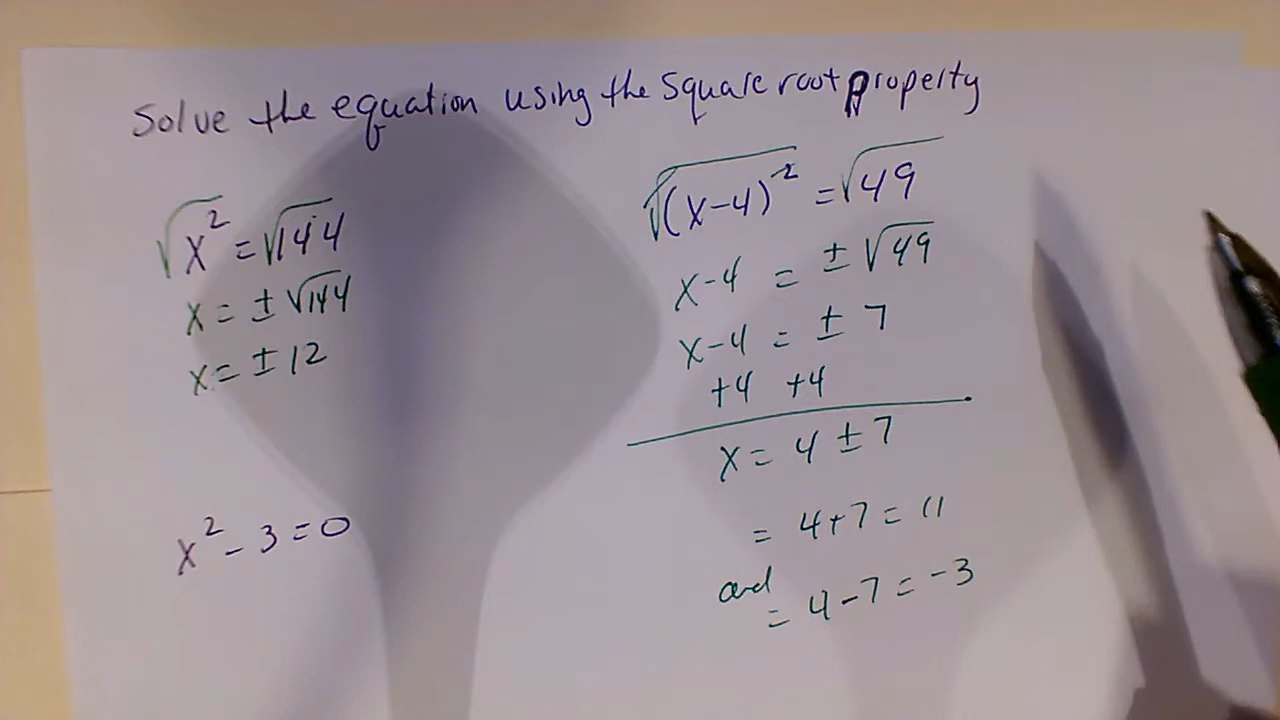 Solve the equation using the square root property
√x² = √144
x = ± √144
x = ± 12
x² - 3 = 0
√(x-4)² = √49
x-4 = ± √49
x-4 = ± 7
+4 +4
x = 4 ± 7
= 4+7 = 11
and
= 4-7 = -3